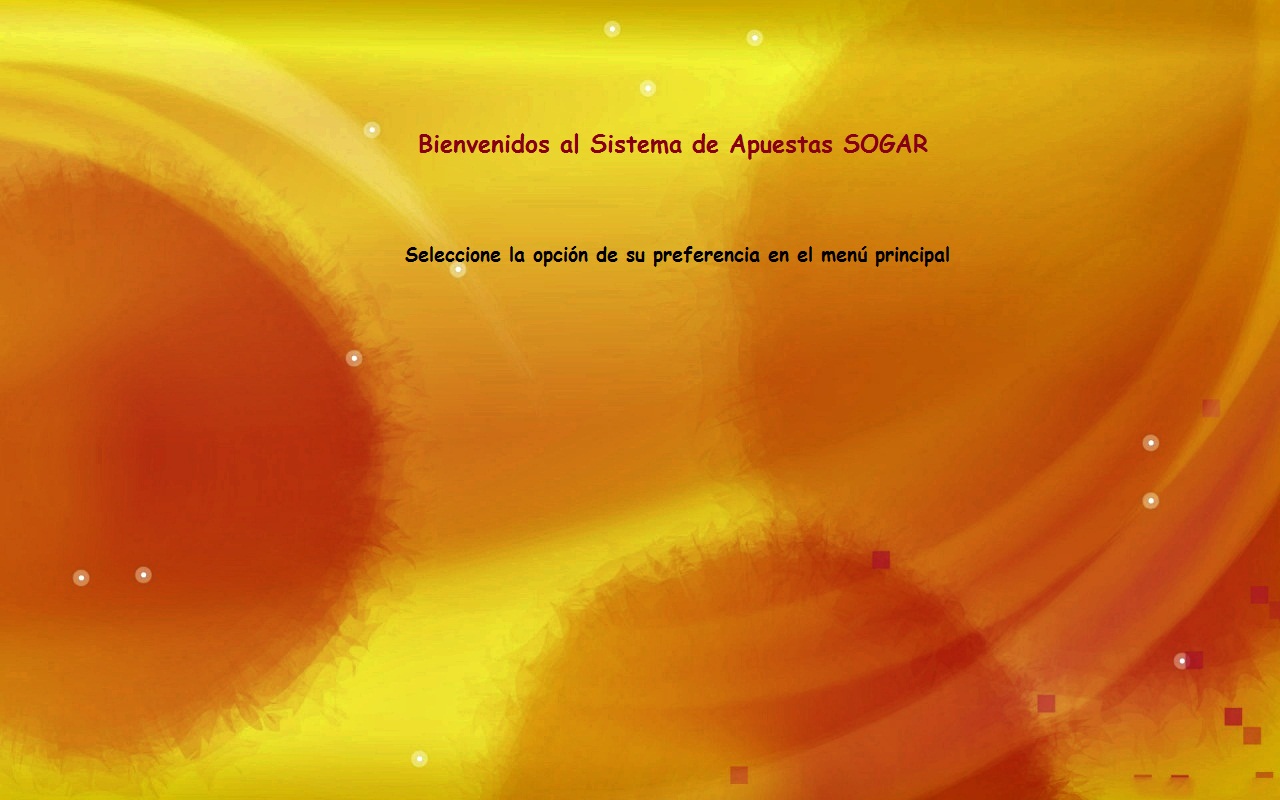 Bienvenidos al Sistema de Apuestas SOGAR
Seleccione la opción de su preferencia en el menú principal